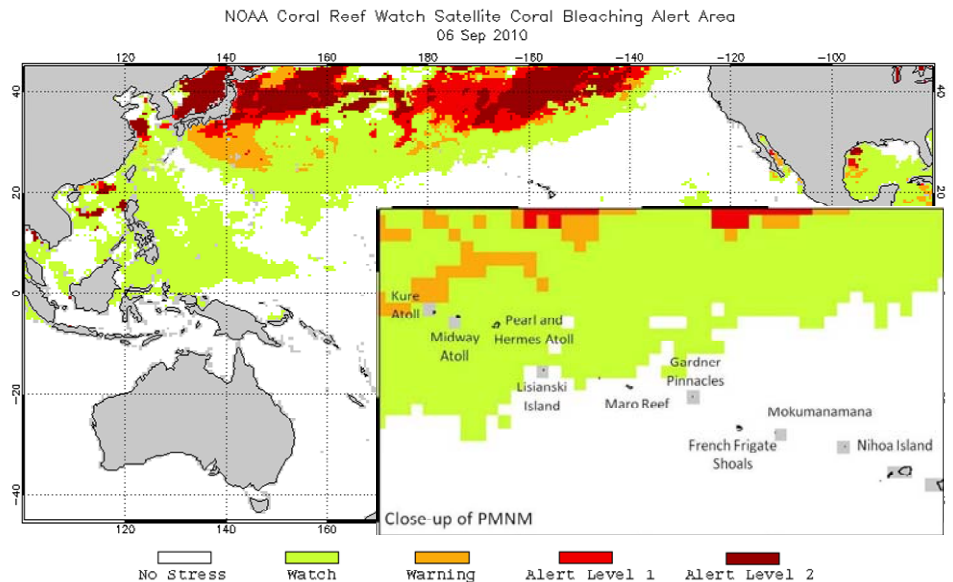 NOAA Coral Reef Watch Satellite Coral Bleaching Alert Area
06 Sep 2010
120 140 160 180 −160 −140 −120 −100
40 40
20 20
0
−20
−40
120 140 160
Kure
Atoll
Midway
Atoll
Pearl and
Hermes Atoll
Lisianski
Island
Maro Reef
Gardner
Pinnacles
French Frigate
Shoals
Mokumanamana
Nihoa Island
Close-up of PMNM
No Stress Watch Warning Alert Level 1 Alert Level 2